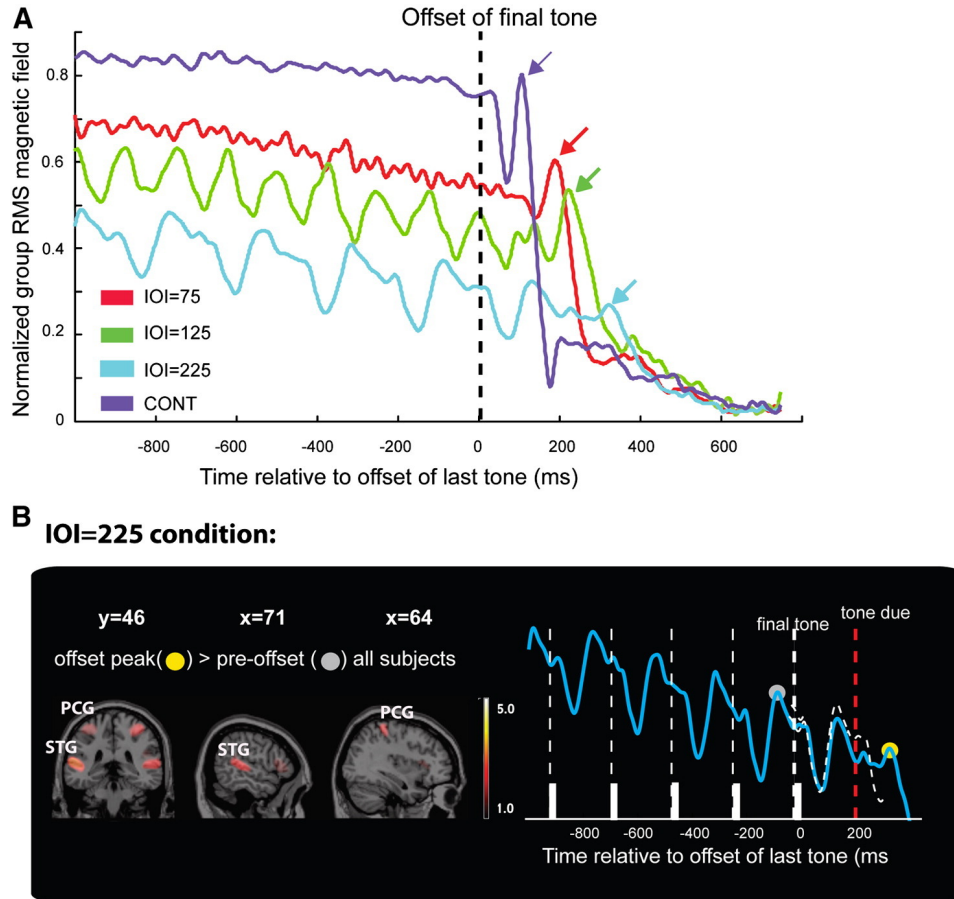 A
Offset of final tone
Normalized group RMS magnetic field
0.8
0.6
0.4
0.2
0
IOI=75
IOI=125
IOI=225
CONT
-800 -600 -400 -200 0 200 400 600
Time relative to offset of last tone (ms)
B
IOI=225 condition:
y=46 x=71 x=64
offset peak( ) > pre-offset ( ) all subjects
PCG
STG
STG
PCG
5.0
1.0
final tone
tone due
-800 -600 -400 -200 0 200
Time relative to offset of last tone (ms